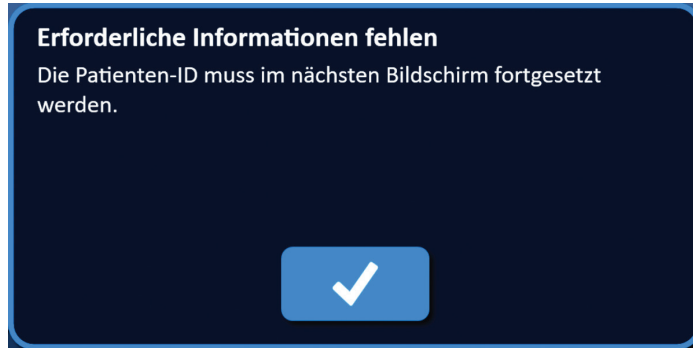 Erforderliche Informationen fehlen
Die Patienten-ID muss im nächsten Bildschirm fortgesetzt
werden.